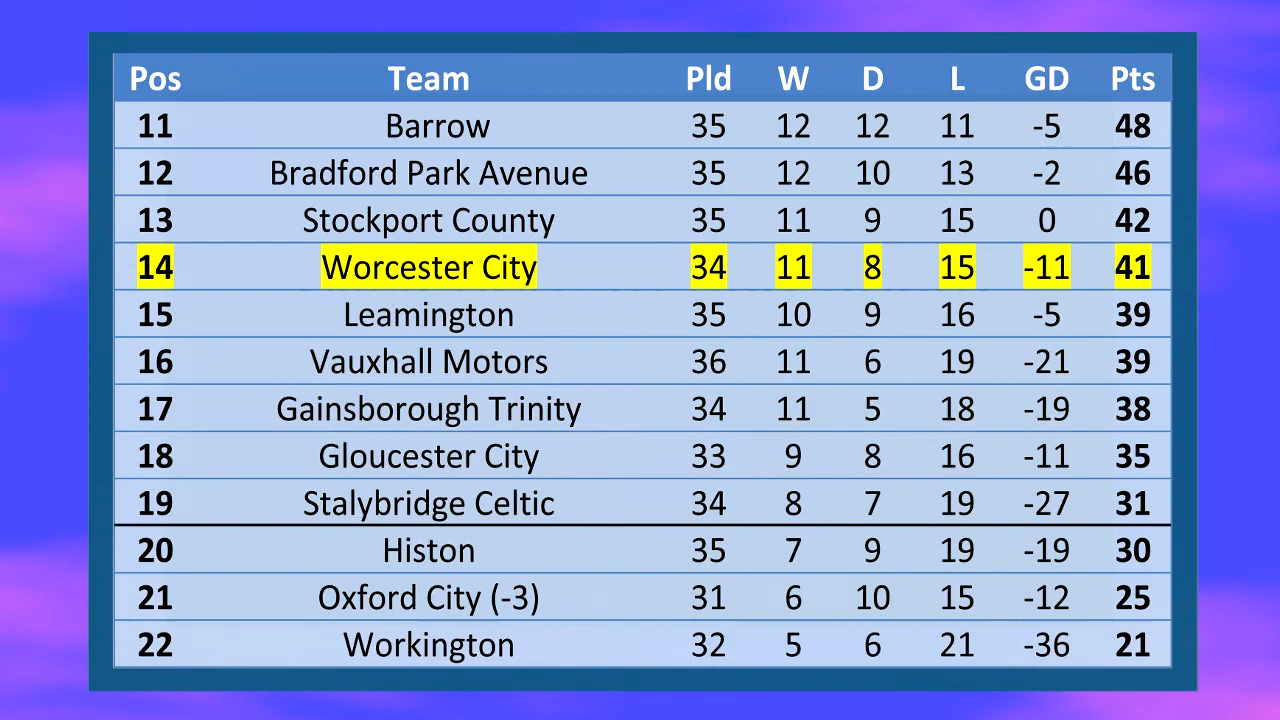 Pos Team Pld W D L GD Pts
11 Barrow 35 12 12 11 -5 48
12 Bradford Park Avenue 35 12 10 13 -2 46
13 Stockport County 35 11 9 15 0 42
14 Worcester City 34 11 8 15 -11 41
15 Leamington 35 10 9 16 -5 39
16 Vauxhall Motors 36 11 6 19 -21 39
17 Gainsborough Trinity 34 11 5 18 -19 38
18 Gloucester City 33 9 8 16 -11 35
19 Stalybridge Celtic 34 8 7 19 -27 31
20 Histon 35 7 9 19 -19 30
21 Oxford City (-3) 31 6 10 15 -12 25
22 Workington 32 5 6 21 -36 21